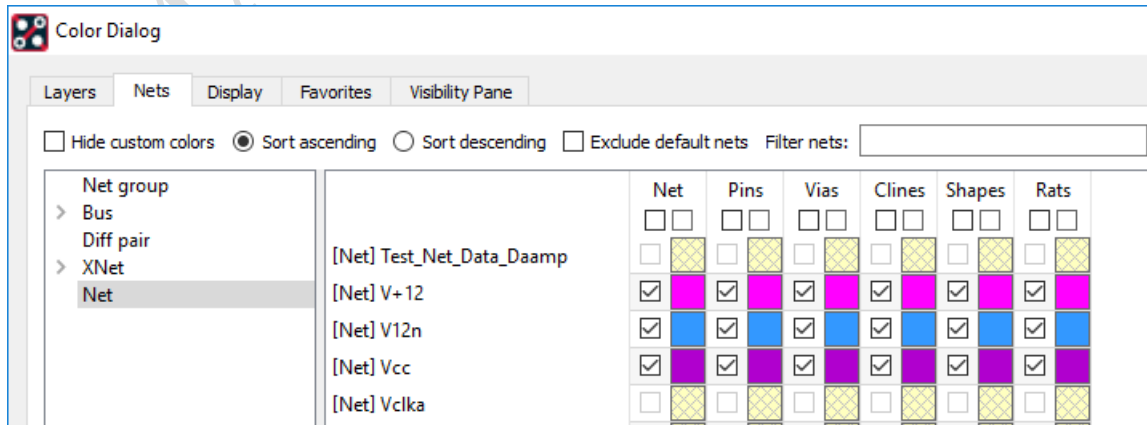 Color Dialog
Layers Nets Display Favorites Visibility Pane
Hide custom colors Sort ascending Sort descending Exclude default nets Filter nets:
Net group
Bus
Diff pair
XNet
Net
Net Pins Vias Clines Shapes Rats
[Net] Test_Net_Data_Daamp
[Net] V+12
[Net] V12n
[Net] Vcc
[Net] Vclka